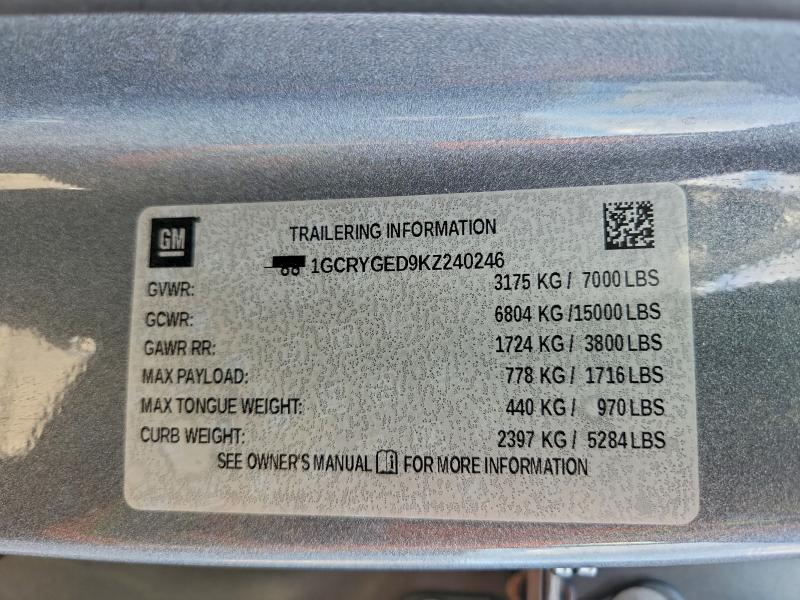 GM
TRAILERING INFORMATION
1GCRYGED9KZ240246
GVWR: 3175 KG / 7000 LBS
GCWR: 6804 KG /15000 LBS
GAWR RR: 1724 KG / 3800 LBS
MAX PAYLOAD: 778 KG / 1716 LBS
MAX TONGUE WEIGHT: 440 KG / 970 LBS
CURB WEIGHT: 2397 KG / 5284 LBS
SEE OWNER'S MANUAL i FOR MORE INFORMATION